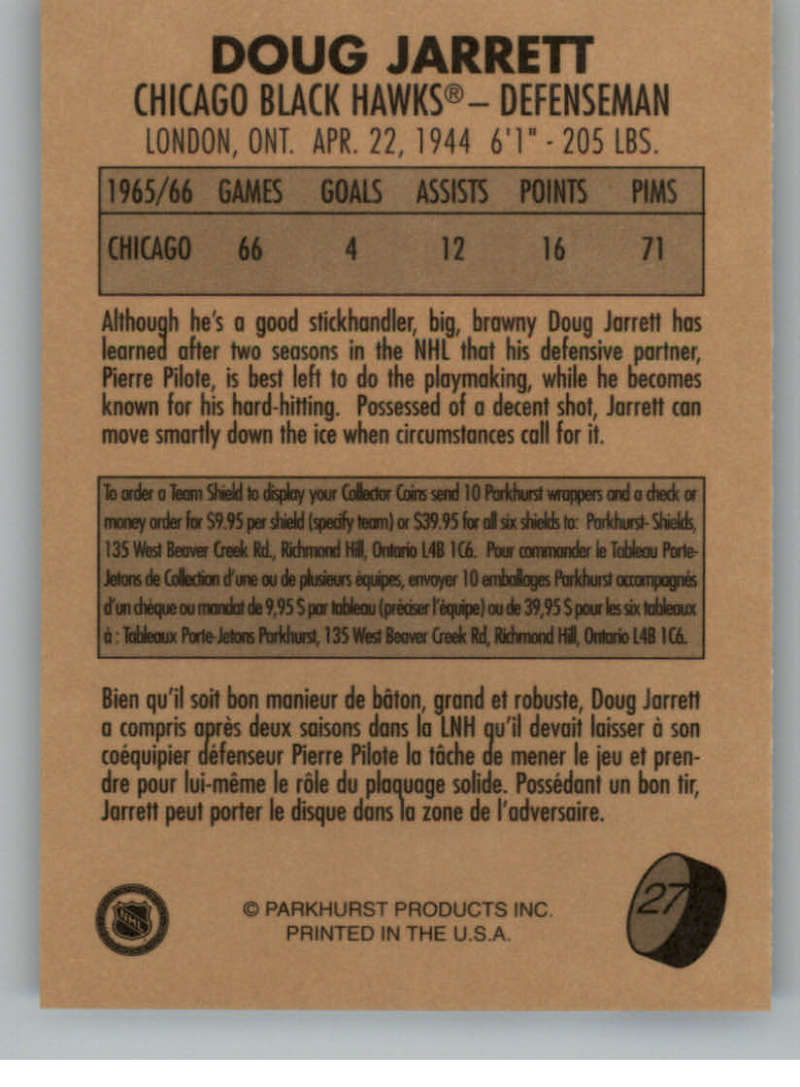 DOUG JARRETT
CHICAGO BLACK HAWKS® – DEFENSEMAN
LONDON, ONT. APR. 22, 1944 6'1" - 205 LBS.
1965/66 GAMES GOALS ASSISTS POINTS PIMS
CHICAGO 66 4 12 16 71
Although he's a good stickhandler, big, brawny Doug Jarrett has
learned after two seasons in the NHL that his defensive partner,
Pierre Pilote, is best left to do the playmaking, while he becomes
known for his hard-hitting. Possessed of a decent shot, Jarrett can
move smartly down the ice when circumstances call for it.
To order a Team Shield to display your Collector Coins send 10 Parkhurst wrappers and a check or
money order for $9.95 per shield (specify team) or $39.95 for all six shields to: Parkhurst- Shields,
135 West Beaver Creek Rd., Richmond Hill, Ontario L4B 1C6. Pour commander le Tableau Porte-
Jetons de Collection d'une ou de plusieurs équipes, envoyer 10 emballages Parkhurst accompagnés
d'un chèque ou mandat de 9,95 $ par tableau (préciser l'équipe) ou de 39,95 $ pour les six tableaux
à : Tableaux Porte-Jetons Parkhurst, 135 West Beaver Creek Rd, Richmond Hill, Ontario L4B 1C6.
Bien qu'il soit bon manieur de bâton, grand et robuste, Doug Jarrett
a compris après deux saisons dans la LNH qu'il devait laisser à son
coéquipier défenseur Pierre Pilote la tâche de mener le jeu et pren-
dre pour lui-même le rôle du plaquage solide. Possédant un bon tir,
Jarrett peut porter le disque dans la zone de l'adversaire.
NHL
© PARKHURST PRODUCTS INC.
PRINTED IN THE U.S.A.
27